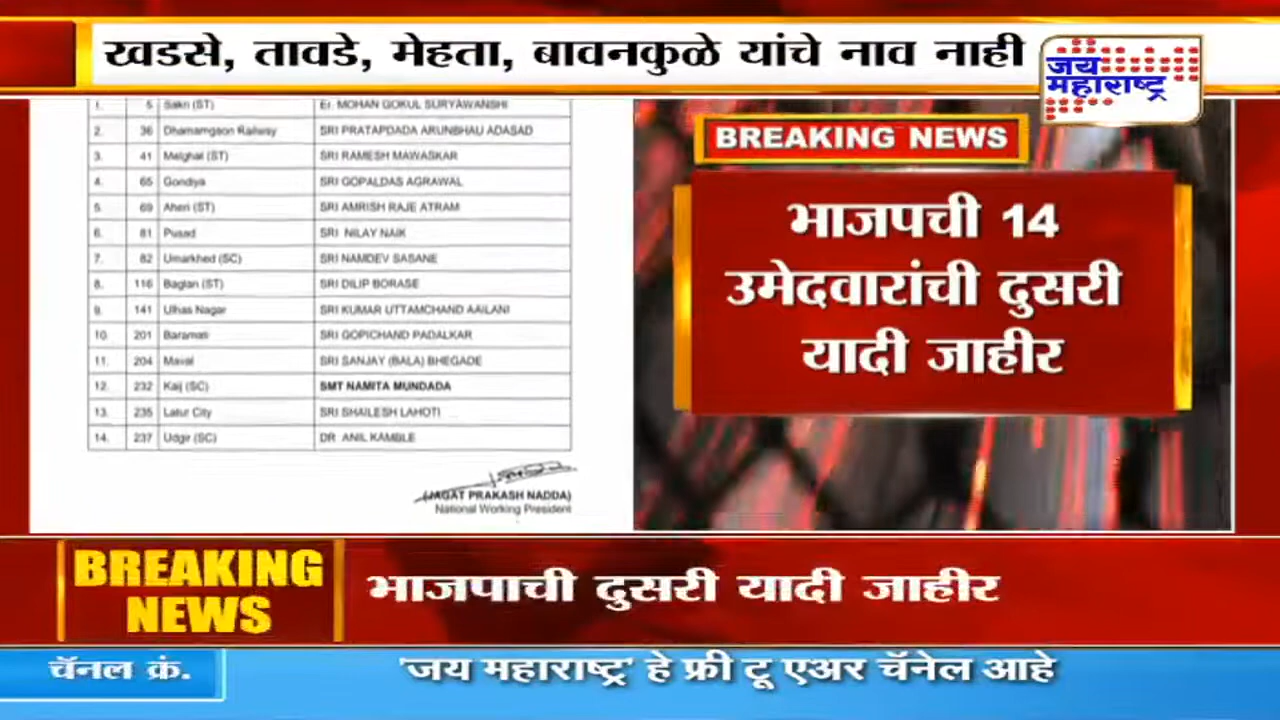 खडसे, तावडे, मेहता, बावनकुळे यांचे नाव नाही
जय
महाराष्ट्र
1. 5 Sakri (ST) Er. MOHAN GOKUL SURYAWANSHI
2. 36 Dhamamgaon Railway SRI PRATAPDADA ARUNBHAU ADASAD
3. 41 Melghat (ST) SRI RAMESH MAWASKAR
4. 65 Gondiya SRI GOPALDAS AGRAWAL
5. 69 Aheri (ST) SRI AMRISH RAJE ATRAM
6. 81 Pusad SRI NILAY NAIK
7. 82 Umarkhed (SC) SRI NAMDEV SASANE
8. 116 Baglan (ST) SRI DILIP BORASE
9. 141 Ulhas Nagar SRI KUMAR UTTAMCHAND AAILANI
10. 201 Baramati SRI GOPICHAND PADALKAR
11. 204 Maval SRI SANJAY (BALA) BHEGADE
12. 232 Kaij (SC) SMT NAMITA MUNDADA
13. 235 Latur City SRI SHAILESH LAHOTI
14. 237 Udgir (SC) DR ANIL KAMBLE
(JAGAT PRAKASH NADDA)
National Working President
BREAKING NEWS
भाजपची 14
उमेदवारांची दुसरी
यादी जाहीर
BREAKING
NEWS
भाजपाची दुसरी यादी जाहीर
चॅनल क्रं.
'जय महाराष्ट्र' हे फ्री टू एअर चॅनेल आहे